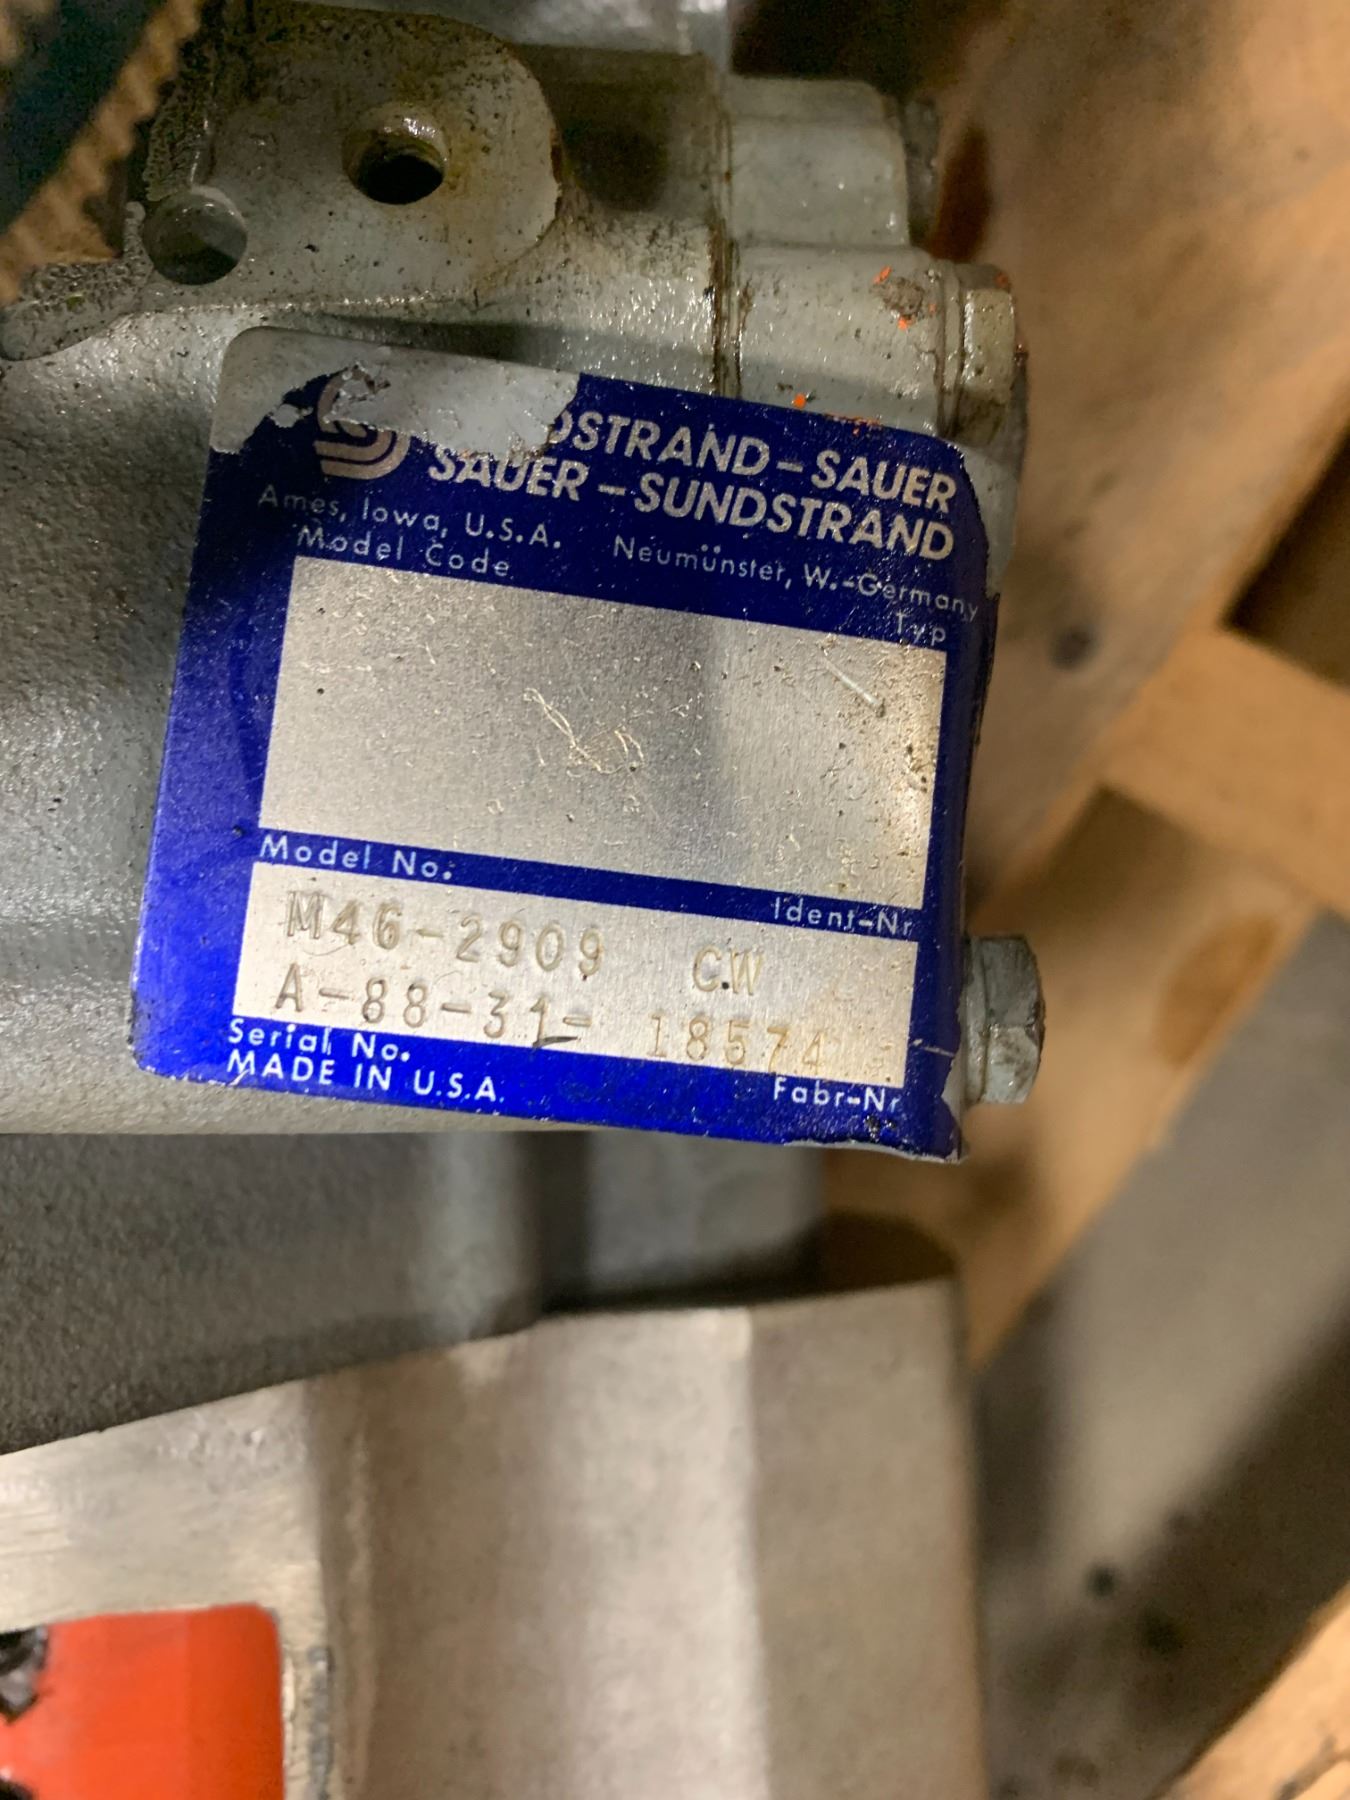 DSTRAND-SAUER
SAUER-SUNDSTRAND
Ames, Iowa, U.S.A. Neumünster, W.-Germany
Model Code Typ
Model No. Ident-Nr
M46-2909 CW
A-88-31- 18574
Serial No. Fabr-Nr
MADE IN U.S.A.